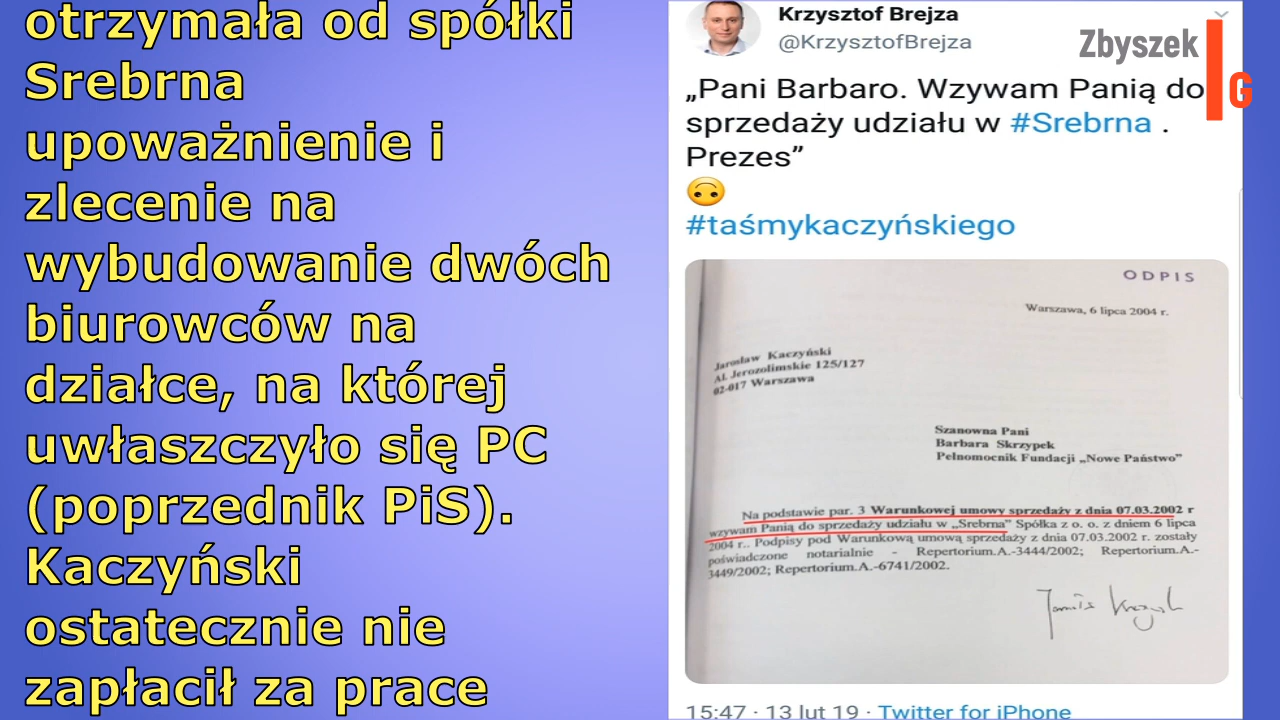 otrzymała od spółki
Srebrna
upoważnienie i
zlecenie na
wybudowanie dwóch
biurowców na
działce, na której
uwłaszczyło się PC
(poprzednik PiS).
Kaczyński
ostatecznie nie
zapłacił za prace
Krzysztof Brejza
@KrzysztofBrejza
Zbyszek
G
„Pani Barbaro. Wzywam Panią do
sprzedaży udziału w #Srebrna .
Prezes”
#taśmykaczyńskiego
ODPIS
Warszawa, 6 lipca 2004 r.
Jarosław Kaczyński
Al. Jerozolimskie 125/127
02-017 Warszawa
Szanowna Pani
Barbara Skrzypek
Pełnomocnik Fundacji „Nowe Państwo”
Na podstawie par. 3 Warunkowej umowy sprzedaży z dnia 07.03.2002 r
wzywam Panią do sprzedaży udziału w „Srebrna” Spółka z o. o. z dniem 6 lipca
2004 r.. Podpisy pod Warunkową umową sprzedaży z dnia 07.03.2002 r. zostały
poświadczone notarialnie - Repertorium.A.-3444/2002; Repertorium.A.-
3449/2002; Repertorium.A.-6741/2002.
15:47 · 13 lut 19 · Twitter for iPhone